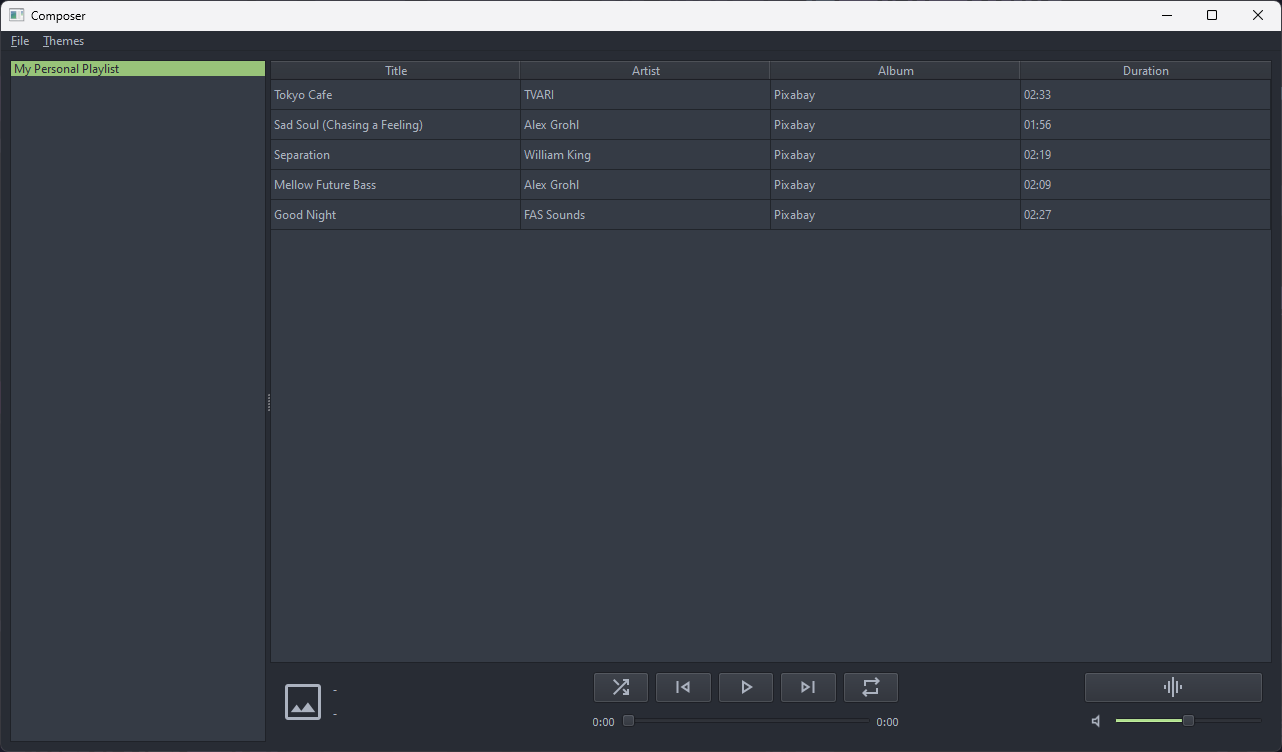 Composer
File Themes
My Personal Playlist
Title Artist Album Duration
Tokyo Cafe TVARI Pixabay 02:33
Sad Soul (Chasing a Feeling) Alex Grohl Pixabay 01:56
Separation William King Pixabay 02:19
Mellow Future Bass Alex Grohl Pixabay 02:09
Good Night FAS Sounds Pixabay 02:27
-
-
0:00 0:00